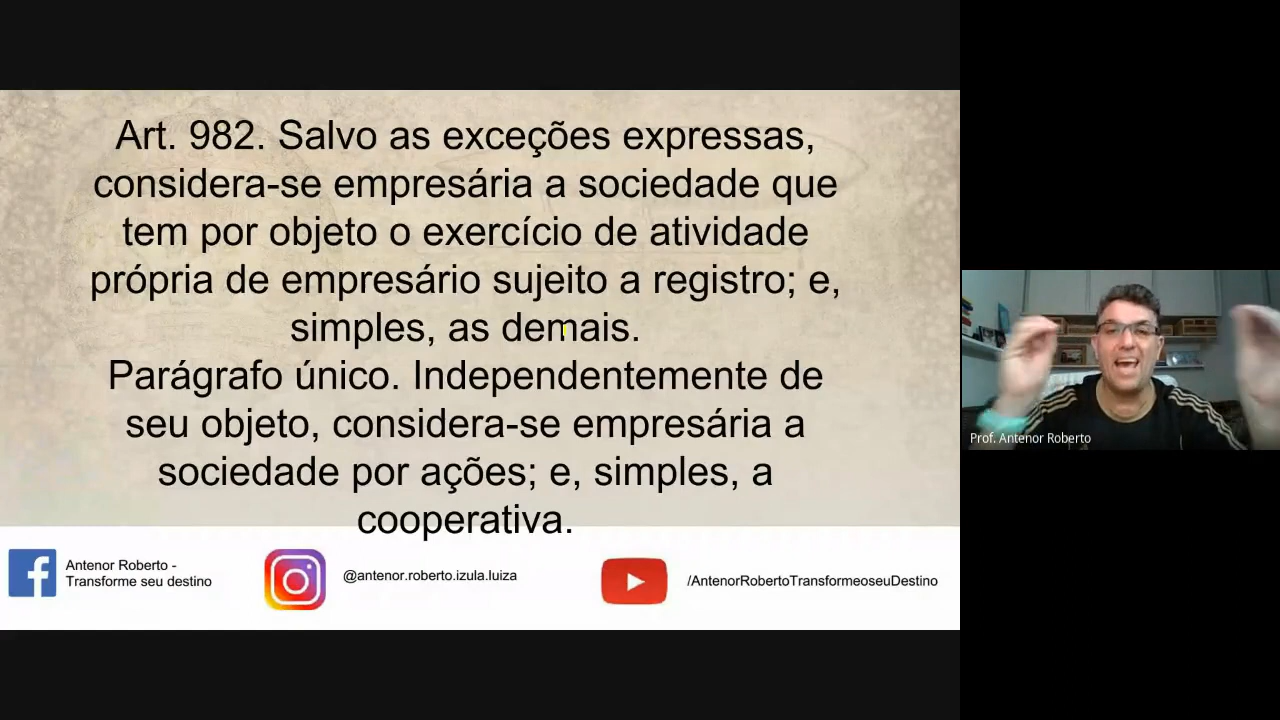 Art. 982. Salvo as exceções expressas,
considera-se empresária a sociedade que
tem por objeto o exercício de atividade
própria de empresário sujeito a registro; e,
simples, as demais.
Parágrafo único. Independentemente de
seu objeto, considera-se empresária a
sociedade por ações; e, simples, a
cooperativa.
Prof. Antenor Roberto
Antenor Roberto -
Transforme seu destino
@antenor.roberto.izula.luiza
/AntenorRobertoTransformeoseuDestino